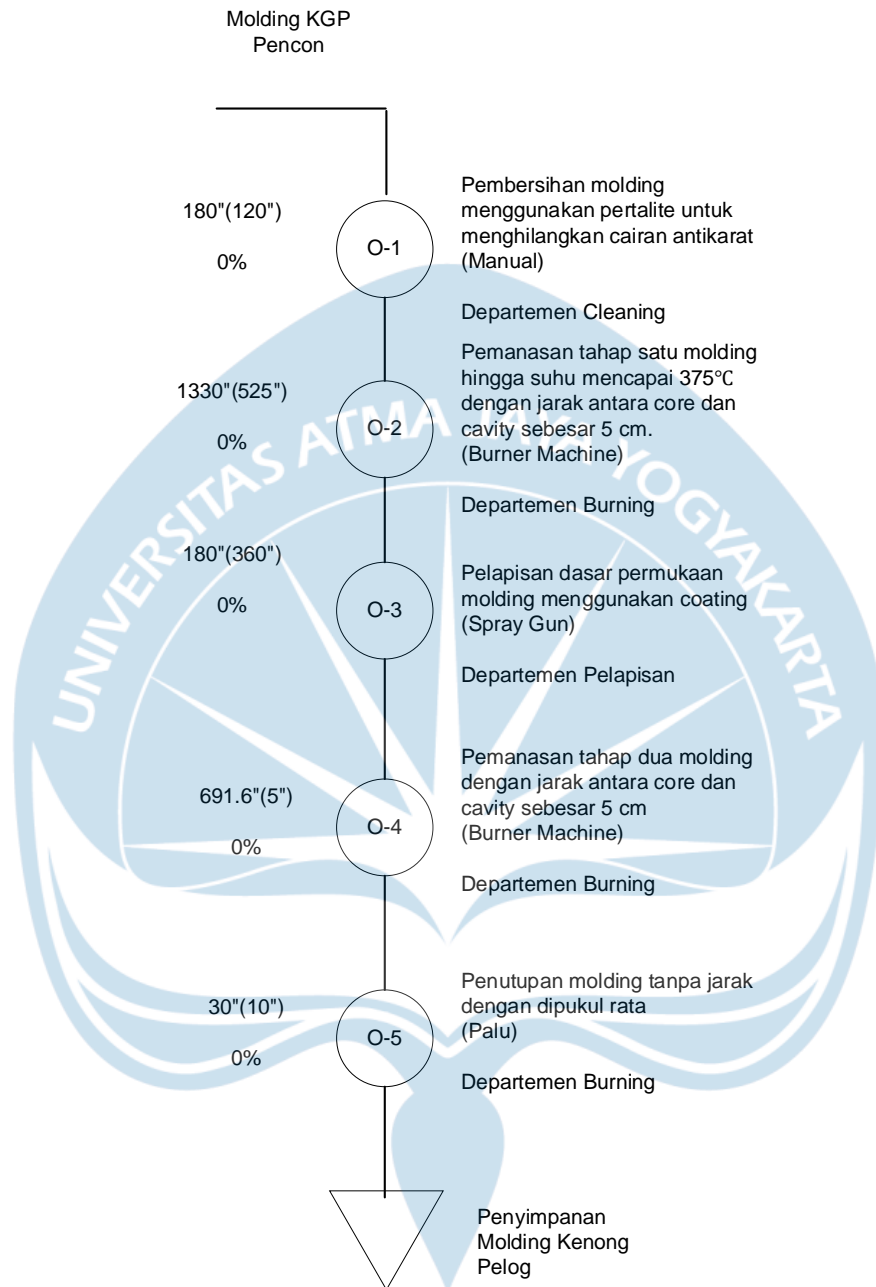 Molding KGP
Pencon
180"(120")
0%
O-1
Pembersihan molding
menggunakan pertalite untuk
menghilangkan cairan antikarat
(Manual)
Departemen Cleaning
1330"(525")
0%
O-2
Pemanasan tahap satu molding
hingga suhu mencapai 375℃
dengan jarak antara core dan
cavity sebesar 5 cm.
(Burner Machine)
Departemen Burning
180"(360")
0%
O-3
Pelapisan dasar permukaan
molding menggunakan coating
(Spray Gun)
Departemen Pelapisan
691.6"(5")
0%
O-4
Pemanasan tahap dua molding
dengan jarak antara core dan
cavity sebesar 5 cm
(Burner Machine)
Departemen Burning
30"(10")
0%
O-5
Penutupan molding tanpa jarak
dengan dipukul rata
(Palu)
Departemen Burning
Penyimpanan
Molding Kenong
Pelog
UNIVERSITAS ATMA JAYA YOGYAKARTA